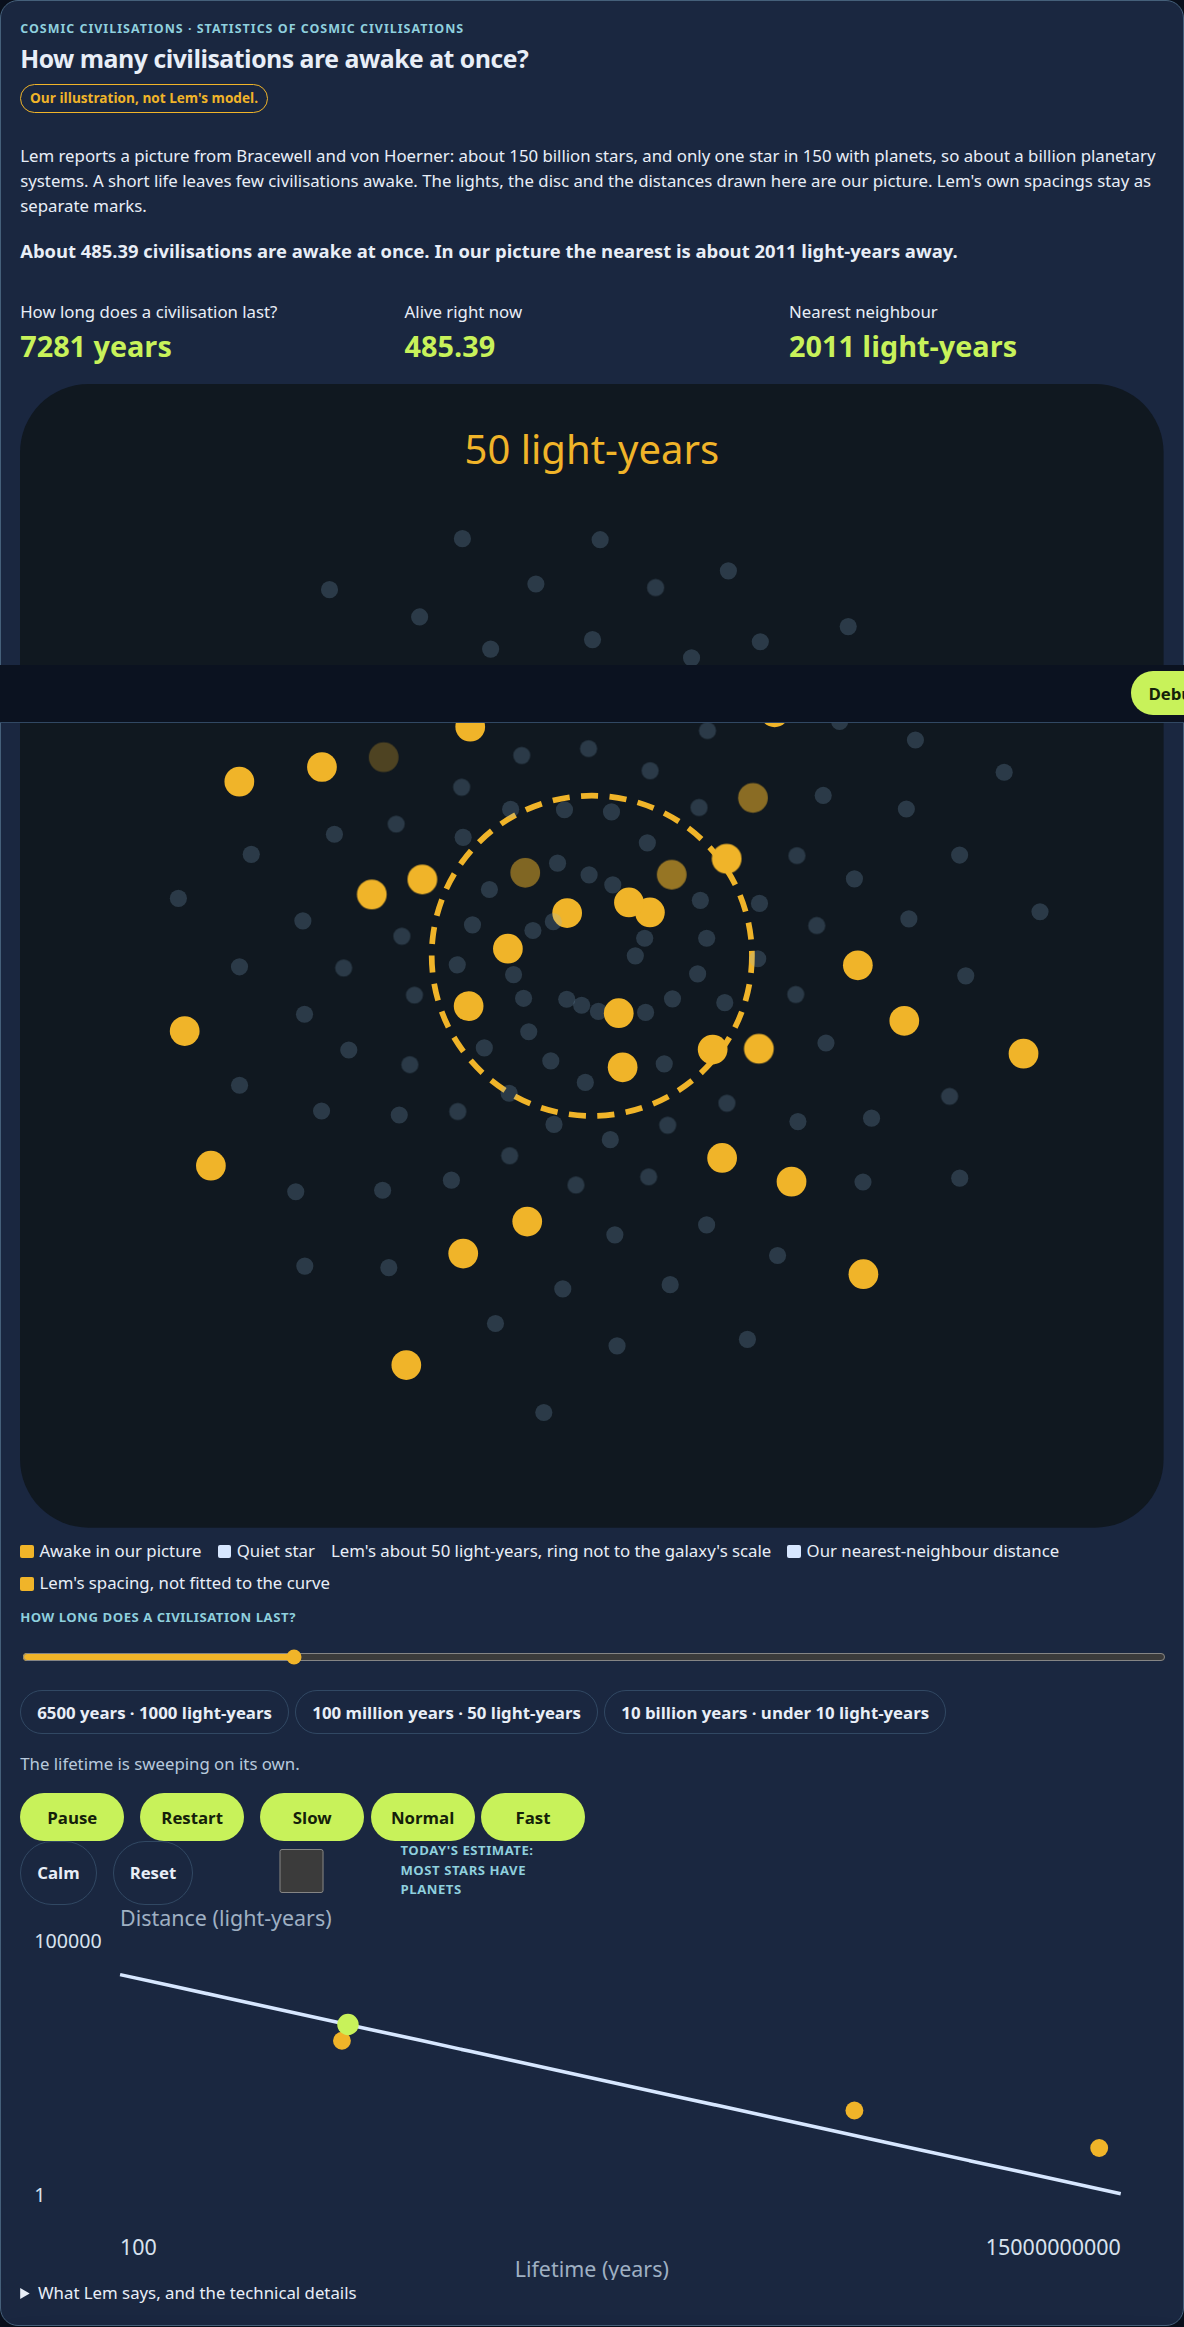 COSMIC CIVILISATIONS · STATISTICS OF COSMIC CIVILISATIONS
How many civilisations are awake at once?
Our illustration, not Lem's model.
Lem reports a picture from Bracewell and von Hoerner: about 150 billion stars, and only one star in 150 with planets, so about a billion planetary
systems. A short life leaves few civilisations awake. The lights, the disc and the distances drawn here are our picture. Lem's own spacings stay as
separate marks.
About 485.39 civilisations are awake at once. In our picture the nearest is about 2011 light-years away.
How long does a civilisation last?
7281 years
Alive right now
485.39
Nearest neighbour
2011 light-years
50 light-years
Awake in our picture
Quiet star
Lem's about 50 light-years, ring not to the galaxy's scale
Our nearest-neighbour distance
Lem's spacing, not fitted to the curve
HOW LONG DOES A CIVILISATION LAST?
6500 years · 1000 light-years
100 million years · 50 light-years
10 billion years · under 10 light-years
The lifetime is sweeping on its own.
Pause
Restart
Slow
Normal
Fast
Calm
Reset
TODAY'S ESTIMATE:
MOST STARS HAVE
PLANETS
Distance (light-years)
100000
1
100
15000000000
Lifetime (years)
What Lem says, and the technical details